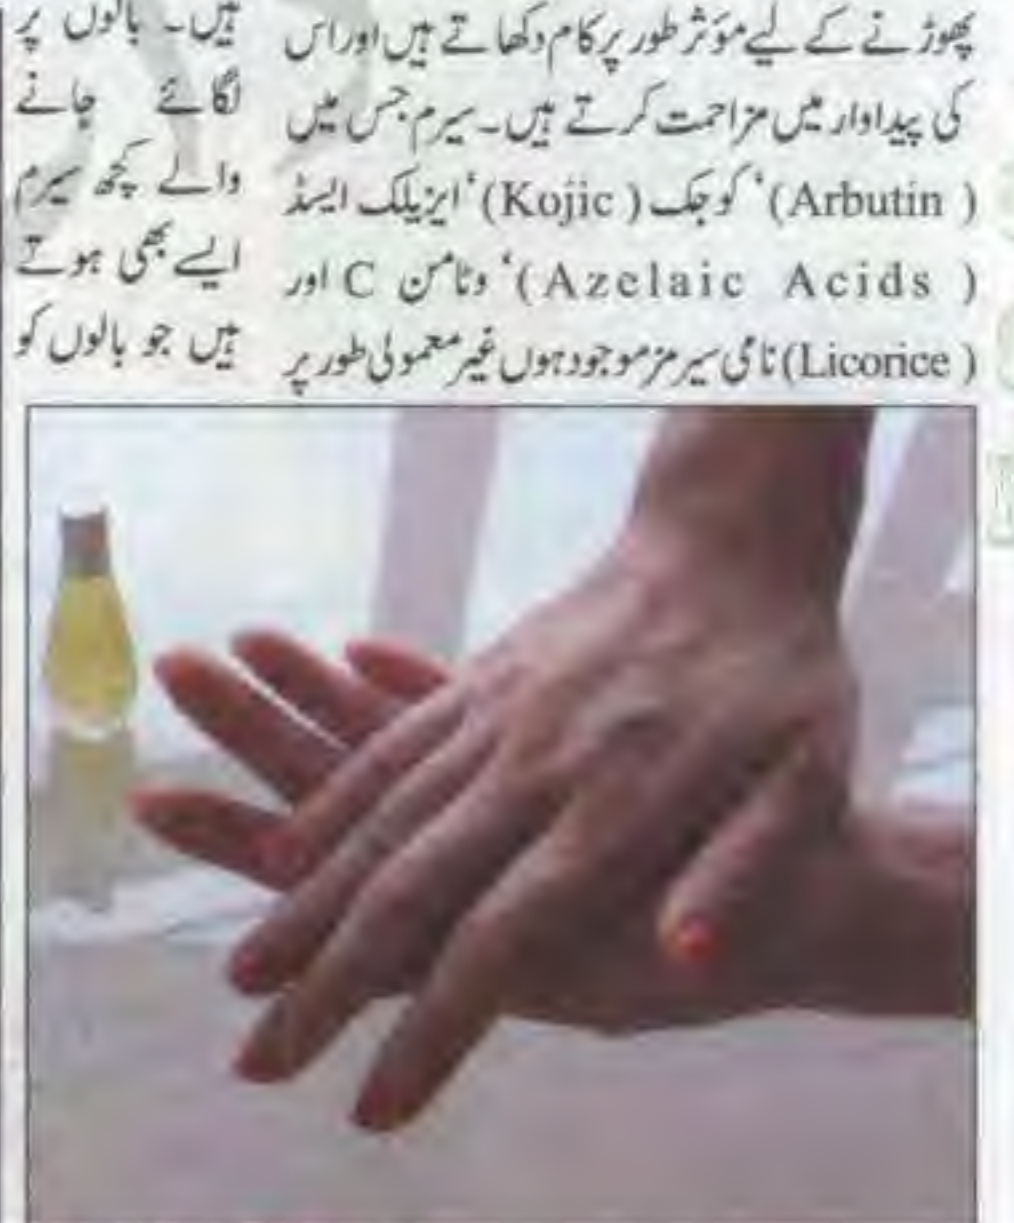 پھوڑنے کے لیے مؤثر طور پر کام دکھاتے ہیں اور اس
کی پیداوار میں مزاحمت کرتے ہیں۔ سیرم جس میں
(Arbutin)‘ کوجک (Kojic)‘ ایزیلک ایسڈ
(Azelaic Acids)‘ وٹامن C اور
(Licorice) نامی سیرمز موجود ہوں غیر معمولی طور پر
ہیں۔ بالوں پر
لگائے جانے
والے کچھ سیرم
ایسے بھی ہوتے
ہیں جو بالوں کو